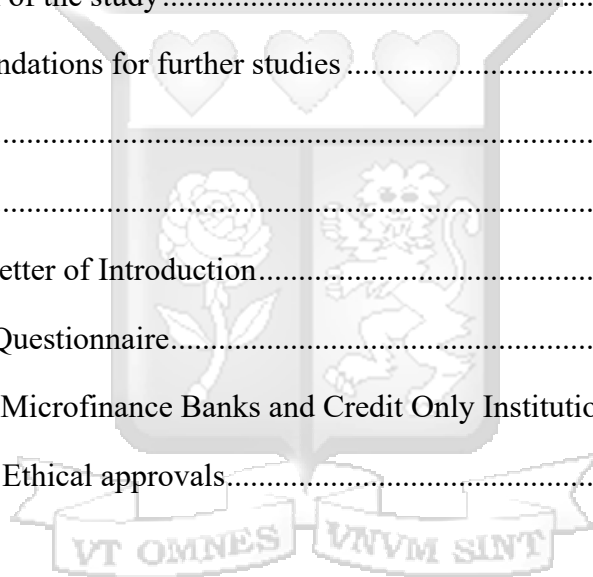 of the study..........................................
ndations for further studies..............................
..................................................................
..................................................................
etter of Introduction..........................................
Questionnaire....................................................
Microfinance Banks and Credit Only Institutio
Ethical approvals..............................................
VT OMNES VNVM SINT